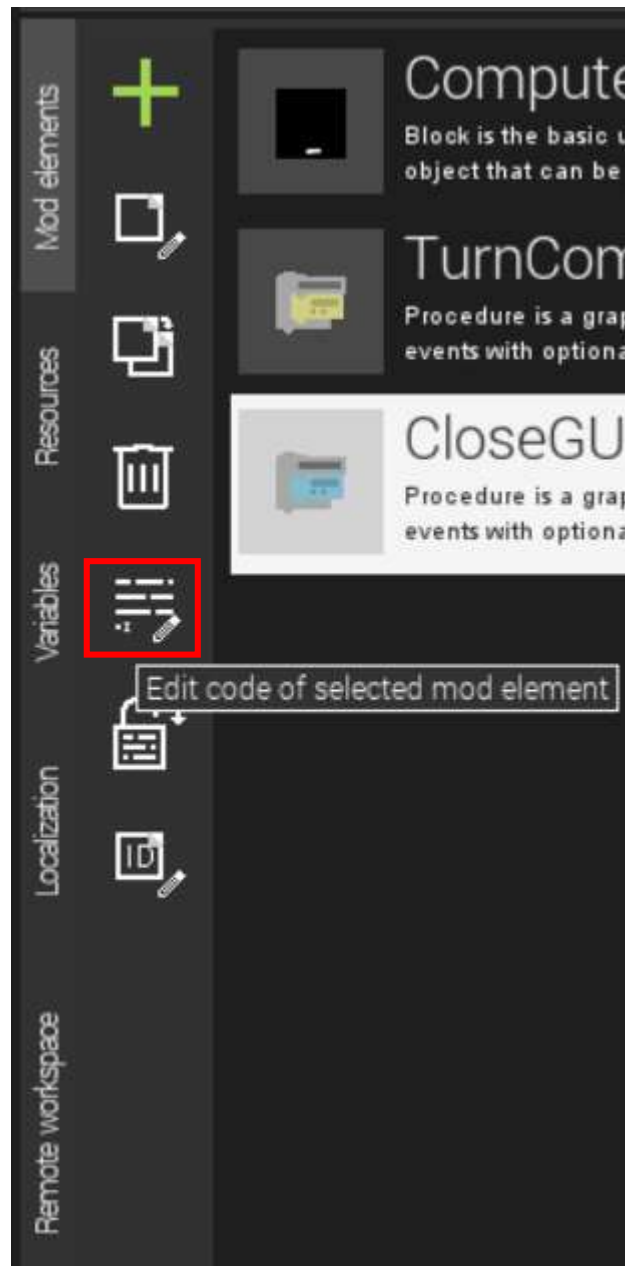 Mod elements
Resources
Variables
Localization
Remote workspace
Compute
Block is the basic u
object that can be
TurnCom
Procedure is a grap
events with optiona
CloseGU
Procedure is a grap
events with optiona
Edit code of selected mod element
ID